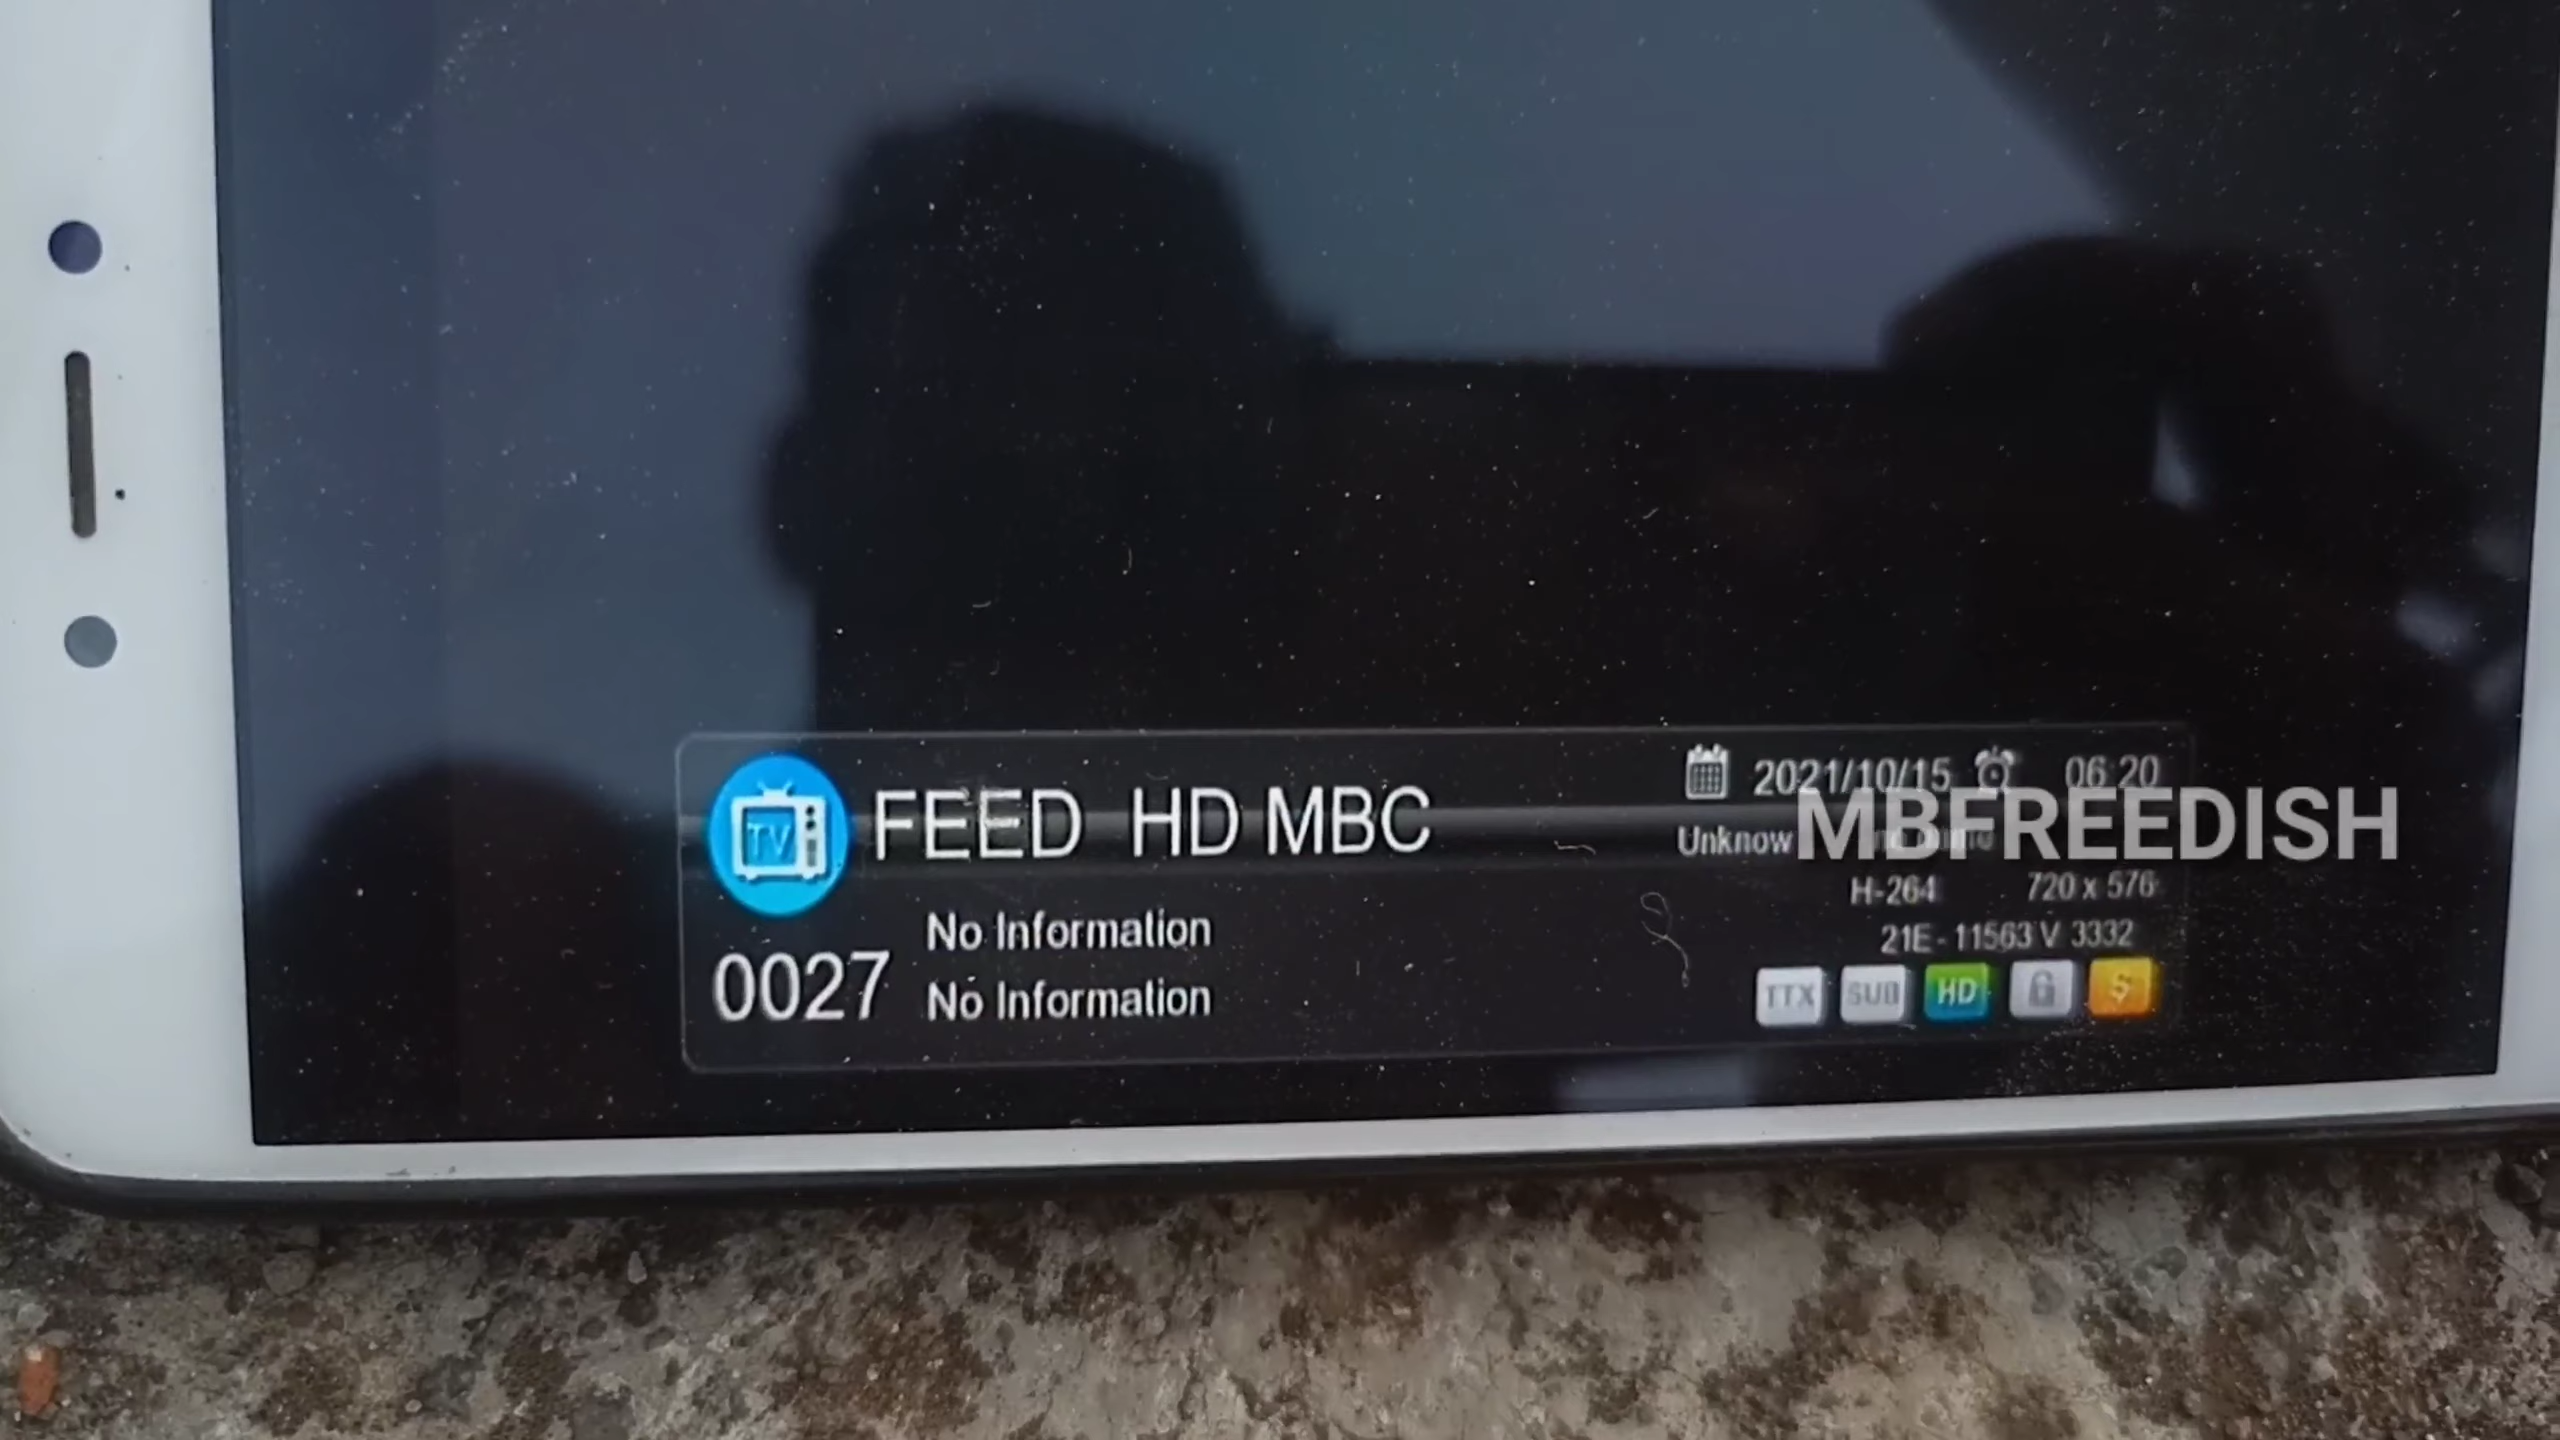 TV
FEED HD MBC
2021/10/15 06:20
Unknow
MBFREEDISH
H-264 720 x 576
21E - 11563 V 3332
0027
No Information
No Information
TTX SUB HD $